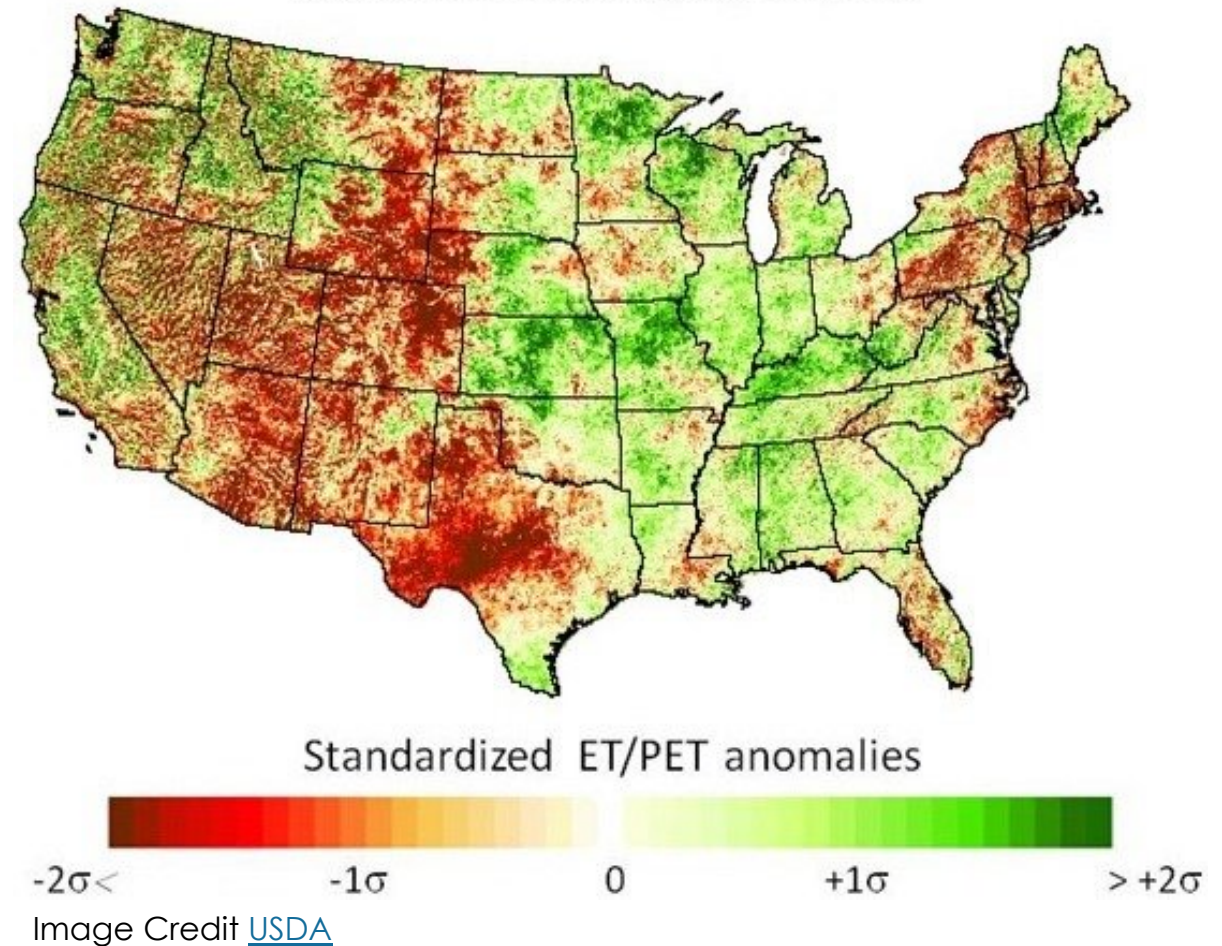 Standardized ET/PET anomalies
-2σ< -1σ 0 +1σ > +2σ
Image Credit USDA